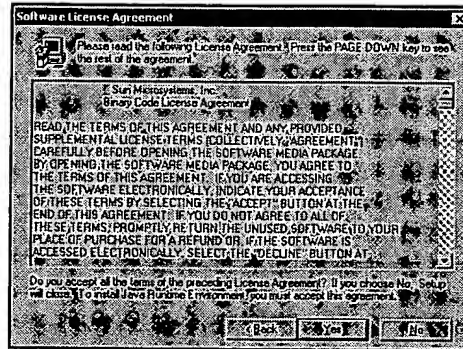 Software License Agreement
Please read the following License Agreement. Press the PAGE DOWN key to see
the rest of the agreement.
Sun Microsystems, Inc.
Binary Code License Agreement
READ THE TERMS OF THIS AGREEMENT AND ANY PROVIDED
SUPPLEMENTAL LICENSE TERMS (COLLECTIVELY "AGREEMENT")
CAREFULLY BEFORE OPENING THE SOFTWARE MEDIA PACKAGE.
BY OPENING THE SOFTWARE MEDIA PACKAGE, YOU AGREE TO
THE TERMS OF THIS AGREEMENT. IF YOU ARE ACCESSING
THE SOFTWARE ELECTRONICALLY, INDICATE YOUR ACCEPTANCE
OF THESE TERMS BY SELECTING THE "ACCEPT" BUTTON AT THE
END OF THIS AGREEMENT. IF YOU DO NOT AGREE TO ALL OF
THESE TERMS, PROMPTLY RETURN THE UNUSED SOFTWARE TO YOUR
PLACE OF PURCHASE FOR A REFUND OR, IF THE SOFTWARE IS
ACCESSED ELECTRONICALLY, SELECT THE "DECLINE" BUTTON AT
Do you accept all the terms of the preceding License Agreement? If you choose No, Setup
will close. To install Java Runtime Environment, you must accept this agreement.
< Back Yes No